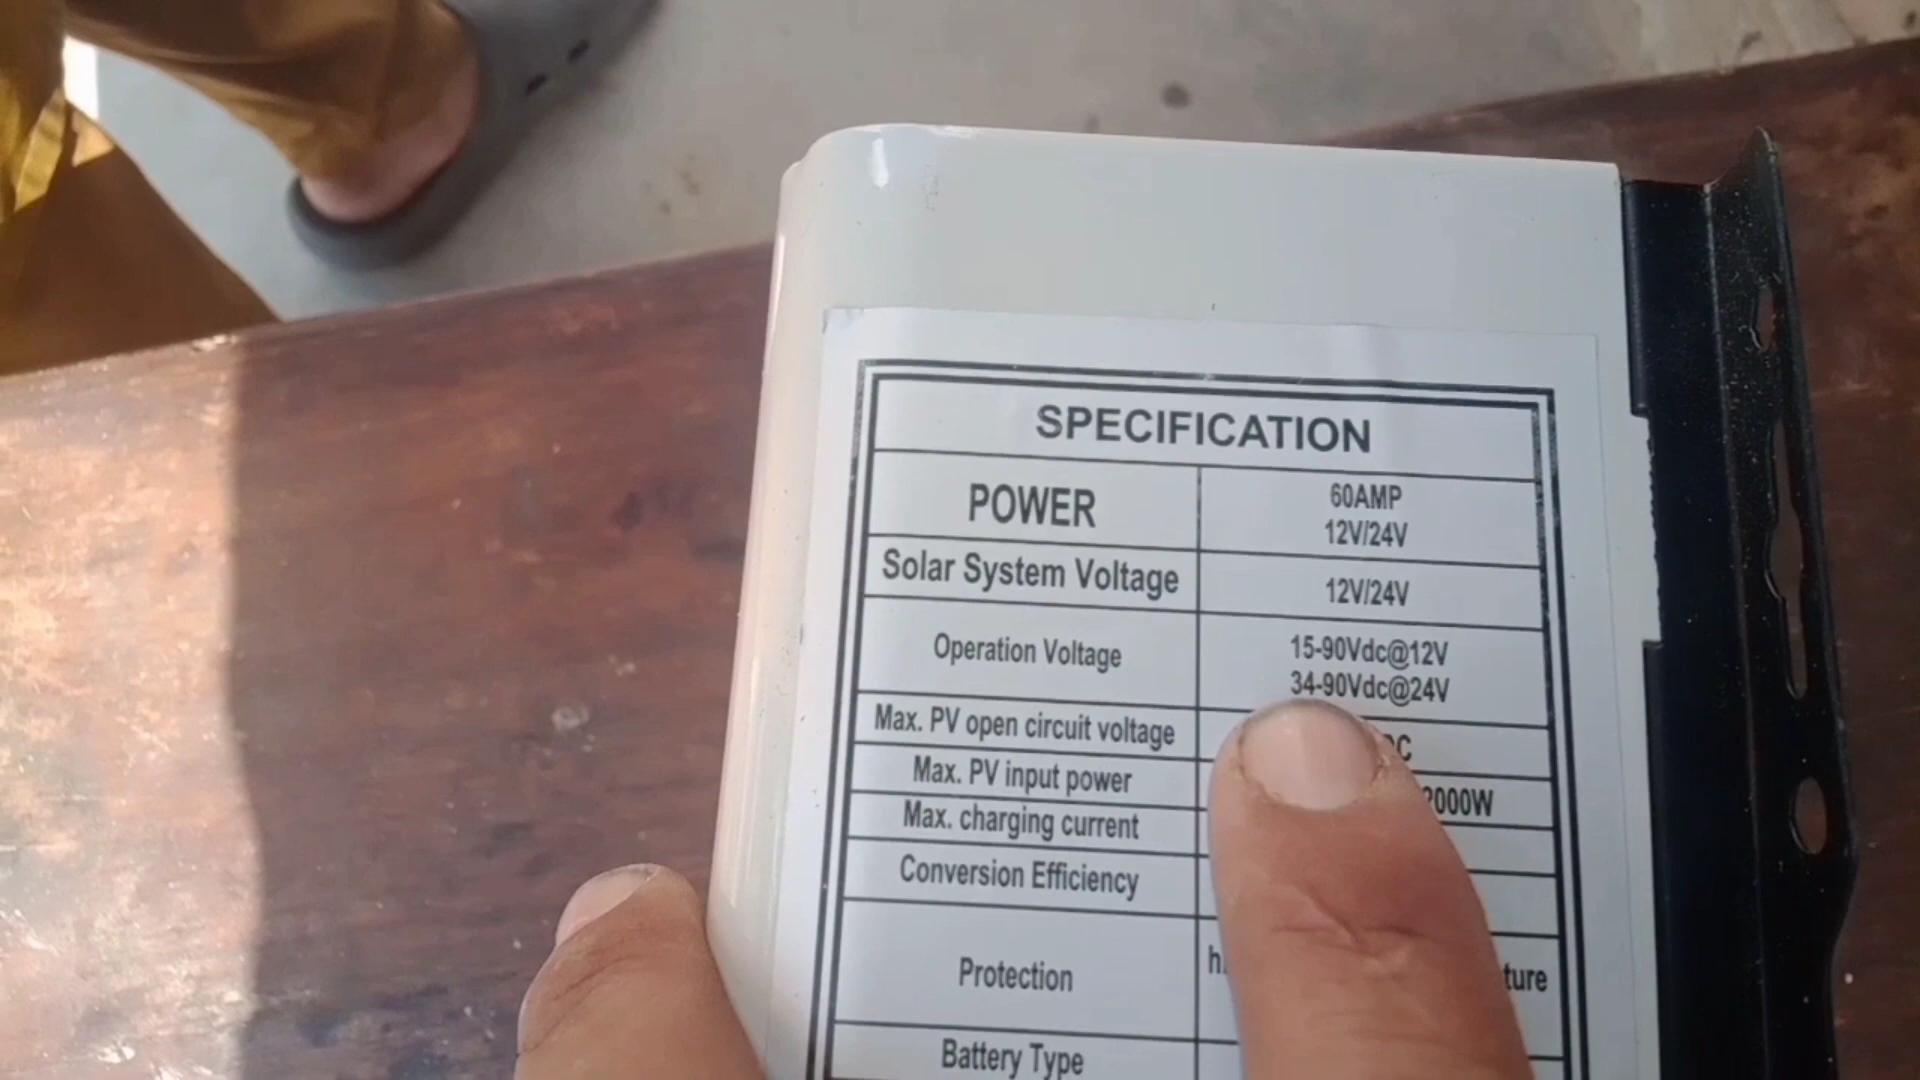 SPECIFICATION
POWER
60AMP
12V/24V
Solar System Voltage
12V/24V
Operation Voltage
15-90Vdc@12V
34-90Vdc@24V
Max. PV open circuit voltage
Max. PV input power
2000W
Max. charging current
Conversion Efficiency
Protection
Battery Type